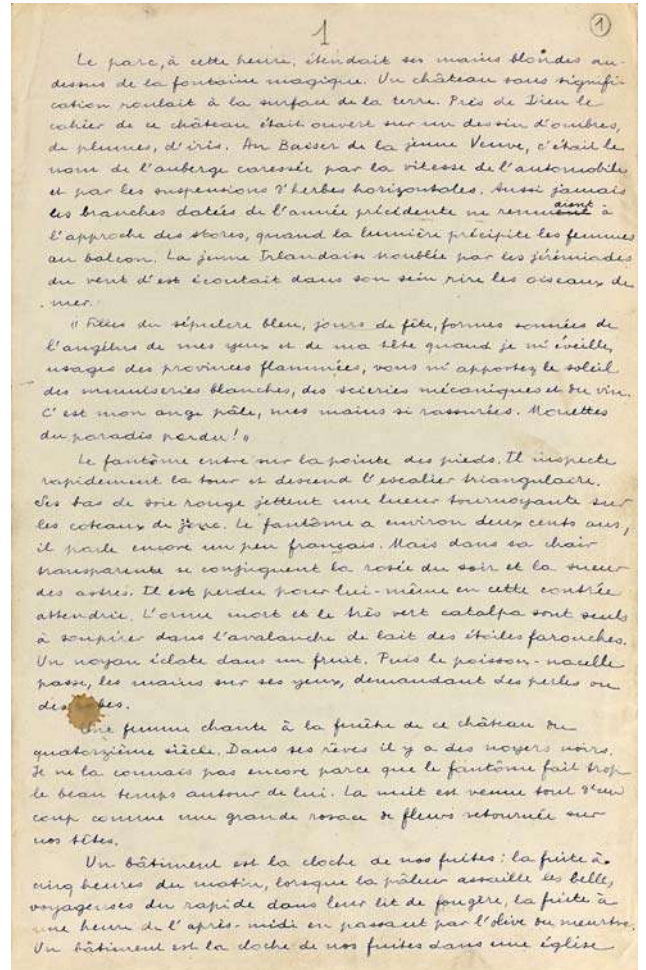 1
1
Le parc, à cette heure, étendait ses mains blondes au-
dessus de la fontaine magique. Un château sans signifi-
cation roulait à la surface de la terre. Près de Dieu le
cahier de ce château était ouvert sur un dessin d'ombres,
de plumes, d'iris. Au Baiser de la jeune Veuve, c'était le
nom de l'auberge caressée par la vitesse de l'automobile
et par les suspensions d'herbes horizontales. Aussi jamais
les branches datées de l'année précédente ne remuaient à
l'approche des stores, quand la lumière précipite les femmes
au balcon. La jeune Irlandaise troublée par les jérémiades
du vent d'est écoutait dans son sein rire les oiseaux de
mer.
"Filles du sépulcre bleu, jours de fête, formes sonnées de
l'angélus de mes yeux et de ma tête quand je m'éveille,
usages des provinces flammées, vous m'apportez le soleil
des menuiseries blanches, des scieries mécaniques et du vin.
C'est mon ange pâle, mes mains si rassurées. Mouettes
du paradis perdu!"
Le fantôme entre sur la pointe des pieds. Il inspecte
rapidement la tour et descend l'escalier triangulaire.
Ses bas de soie rouge jettent une lueur tournoyante sur
les coteaux de jonc. Le fantôme a environ deux cents ans,
il parle encore un peu français. Mais dans sa chair
transparente se conjuguent la rosée du soir et la sueur
des astres. Il est perdu pour lui-même en cette contrée
attendrie. L'orme mort et le très vert catalpa sont seuls
à soupirer dans l'avalanche de lait des étoiles farouches.
Un noyau éclate dans un fruit. Puis le poisson-nacelle
passe, les mains sur ses yeux, demandant des perles ou
des robes.
Une femme chante à la fenêtre de ce château du
quatorzième siècle. Dans ses rêves il y a des noyers noirs.
Je ne la connais pas encore parce que le fantôme fait trop
le beau temps autour de lui. La nuit est venue tout d'un
coup comme une grande rosace de fleurs retournée sur
nos têtes.
Un bâtiment est la cloche de nos fuites: la fuite à
cinq heures du matin, lorsque la pâleur assaille les belles
voyageuses du rapide dans leur lit de fougère, la fuite à
une heure de l'après-midi en passant par l'olive du meurtre.
Un bâtiment est la cloche de nos fuites dans une église